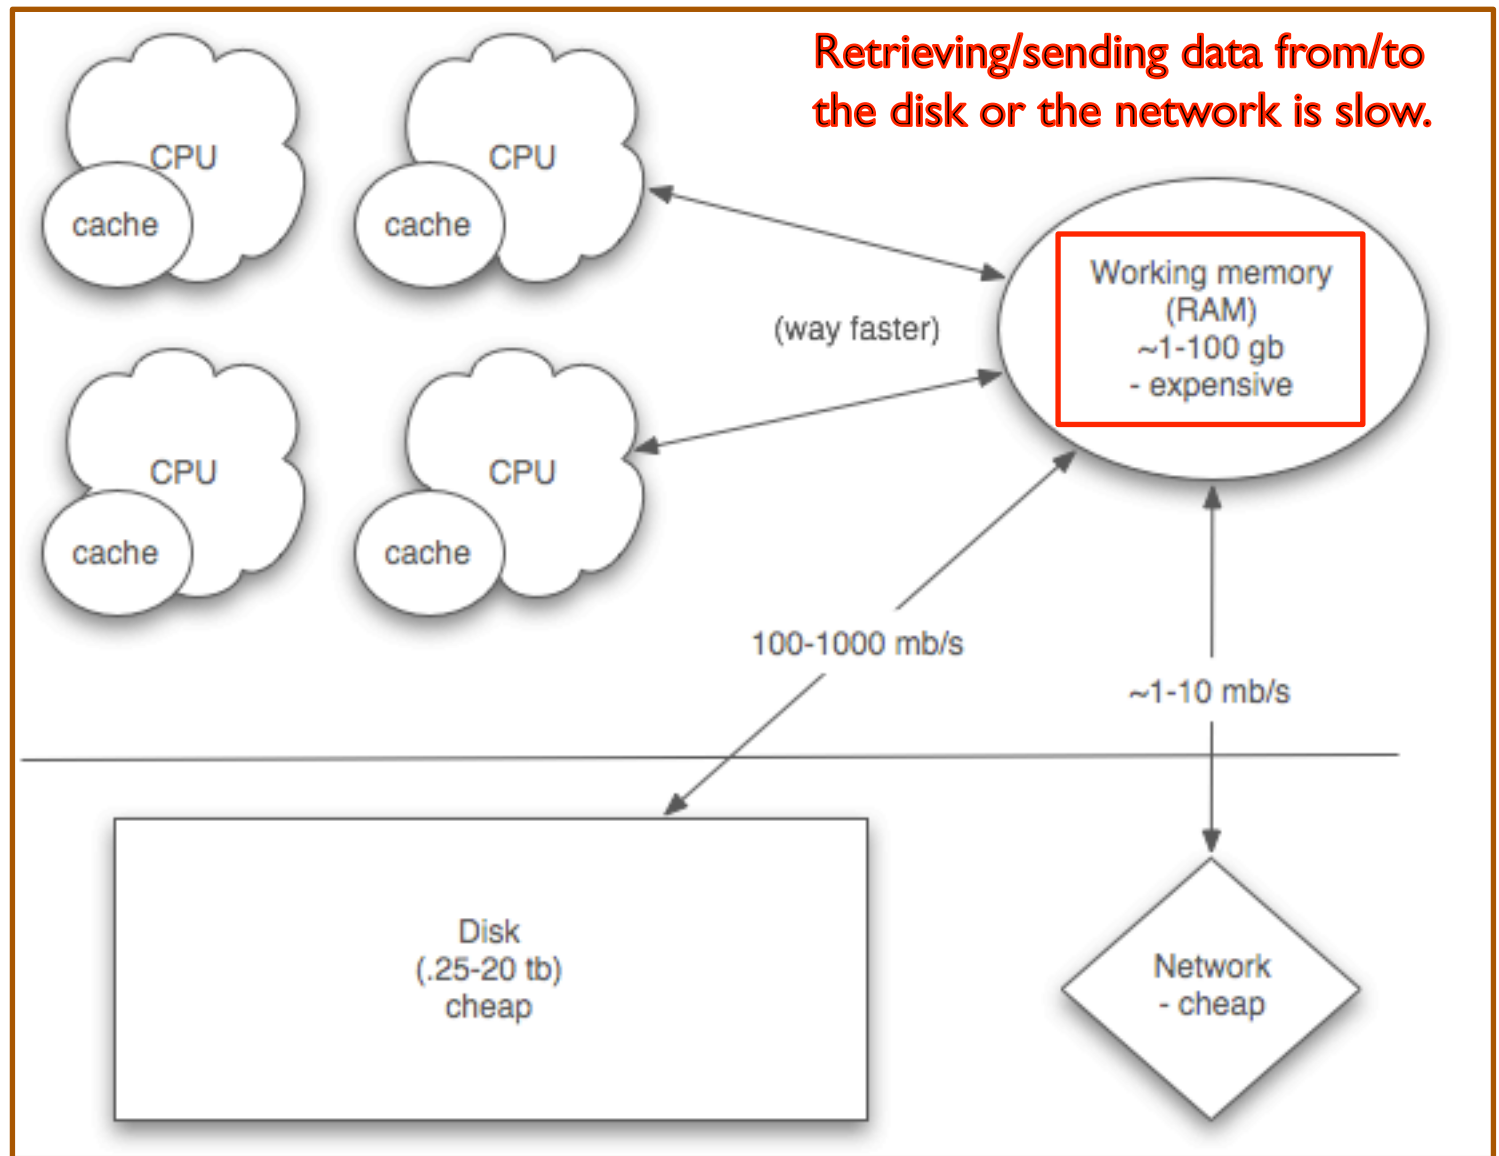 Retrieving/sending data from/to
the disk or the network is slow.
CPU
cache
CPU
cache
Working memory
(RAM)
~1-100 gb
- expensive
(way faster)
CPU
cache
CPU
cache
100-1000 mb/s
~1-10 mb/s
Disk
(.25-20 tb)
cheap
Network
- cheap